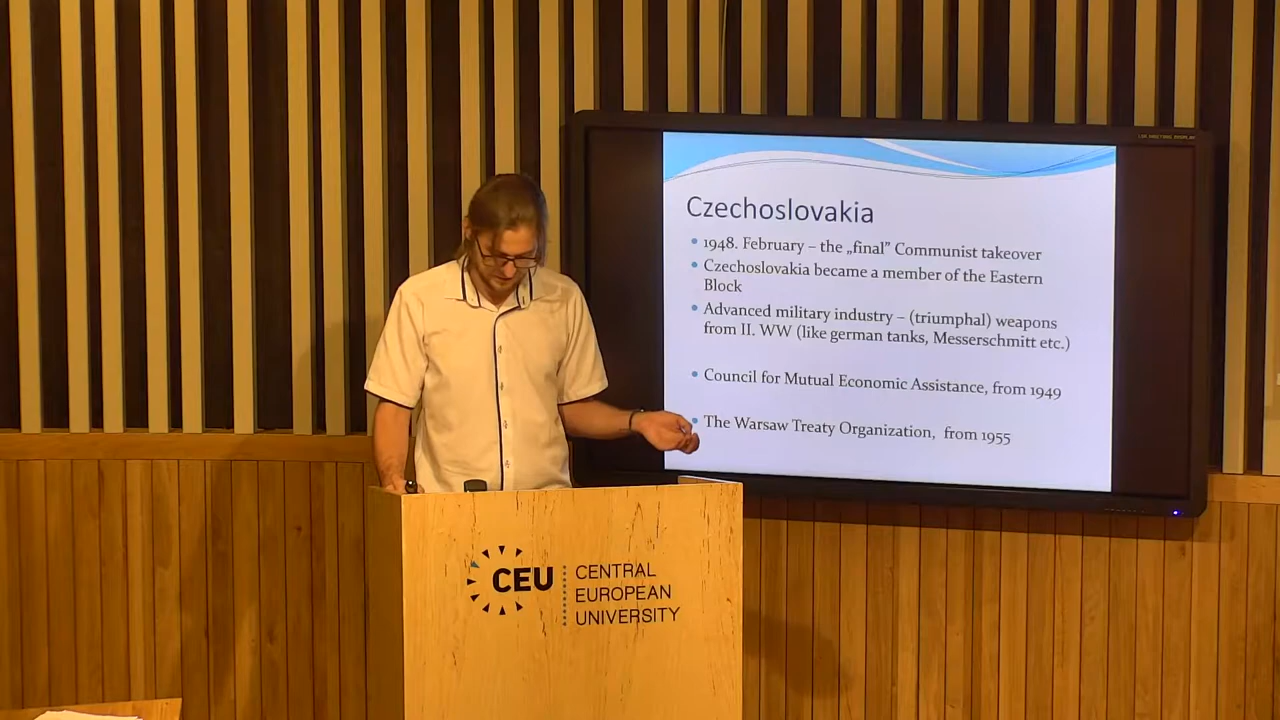 Czechoslovakia
1948. February – the „final” Communist takeover
Czechoslovakia became a member of the Eastern
Block
Advanced military industry – (triumphal) weapons
from II. WW (like german tanks, Messerschmitt etc.)
Council for Mutual Economic Assistance, from 1949
The Warsaw Treaty Organization, from 1955
CEU
CENTRAL
EUROPEAN
UNIVERSITY